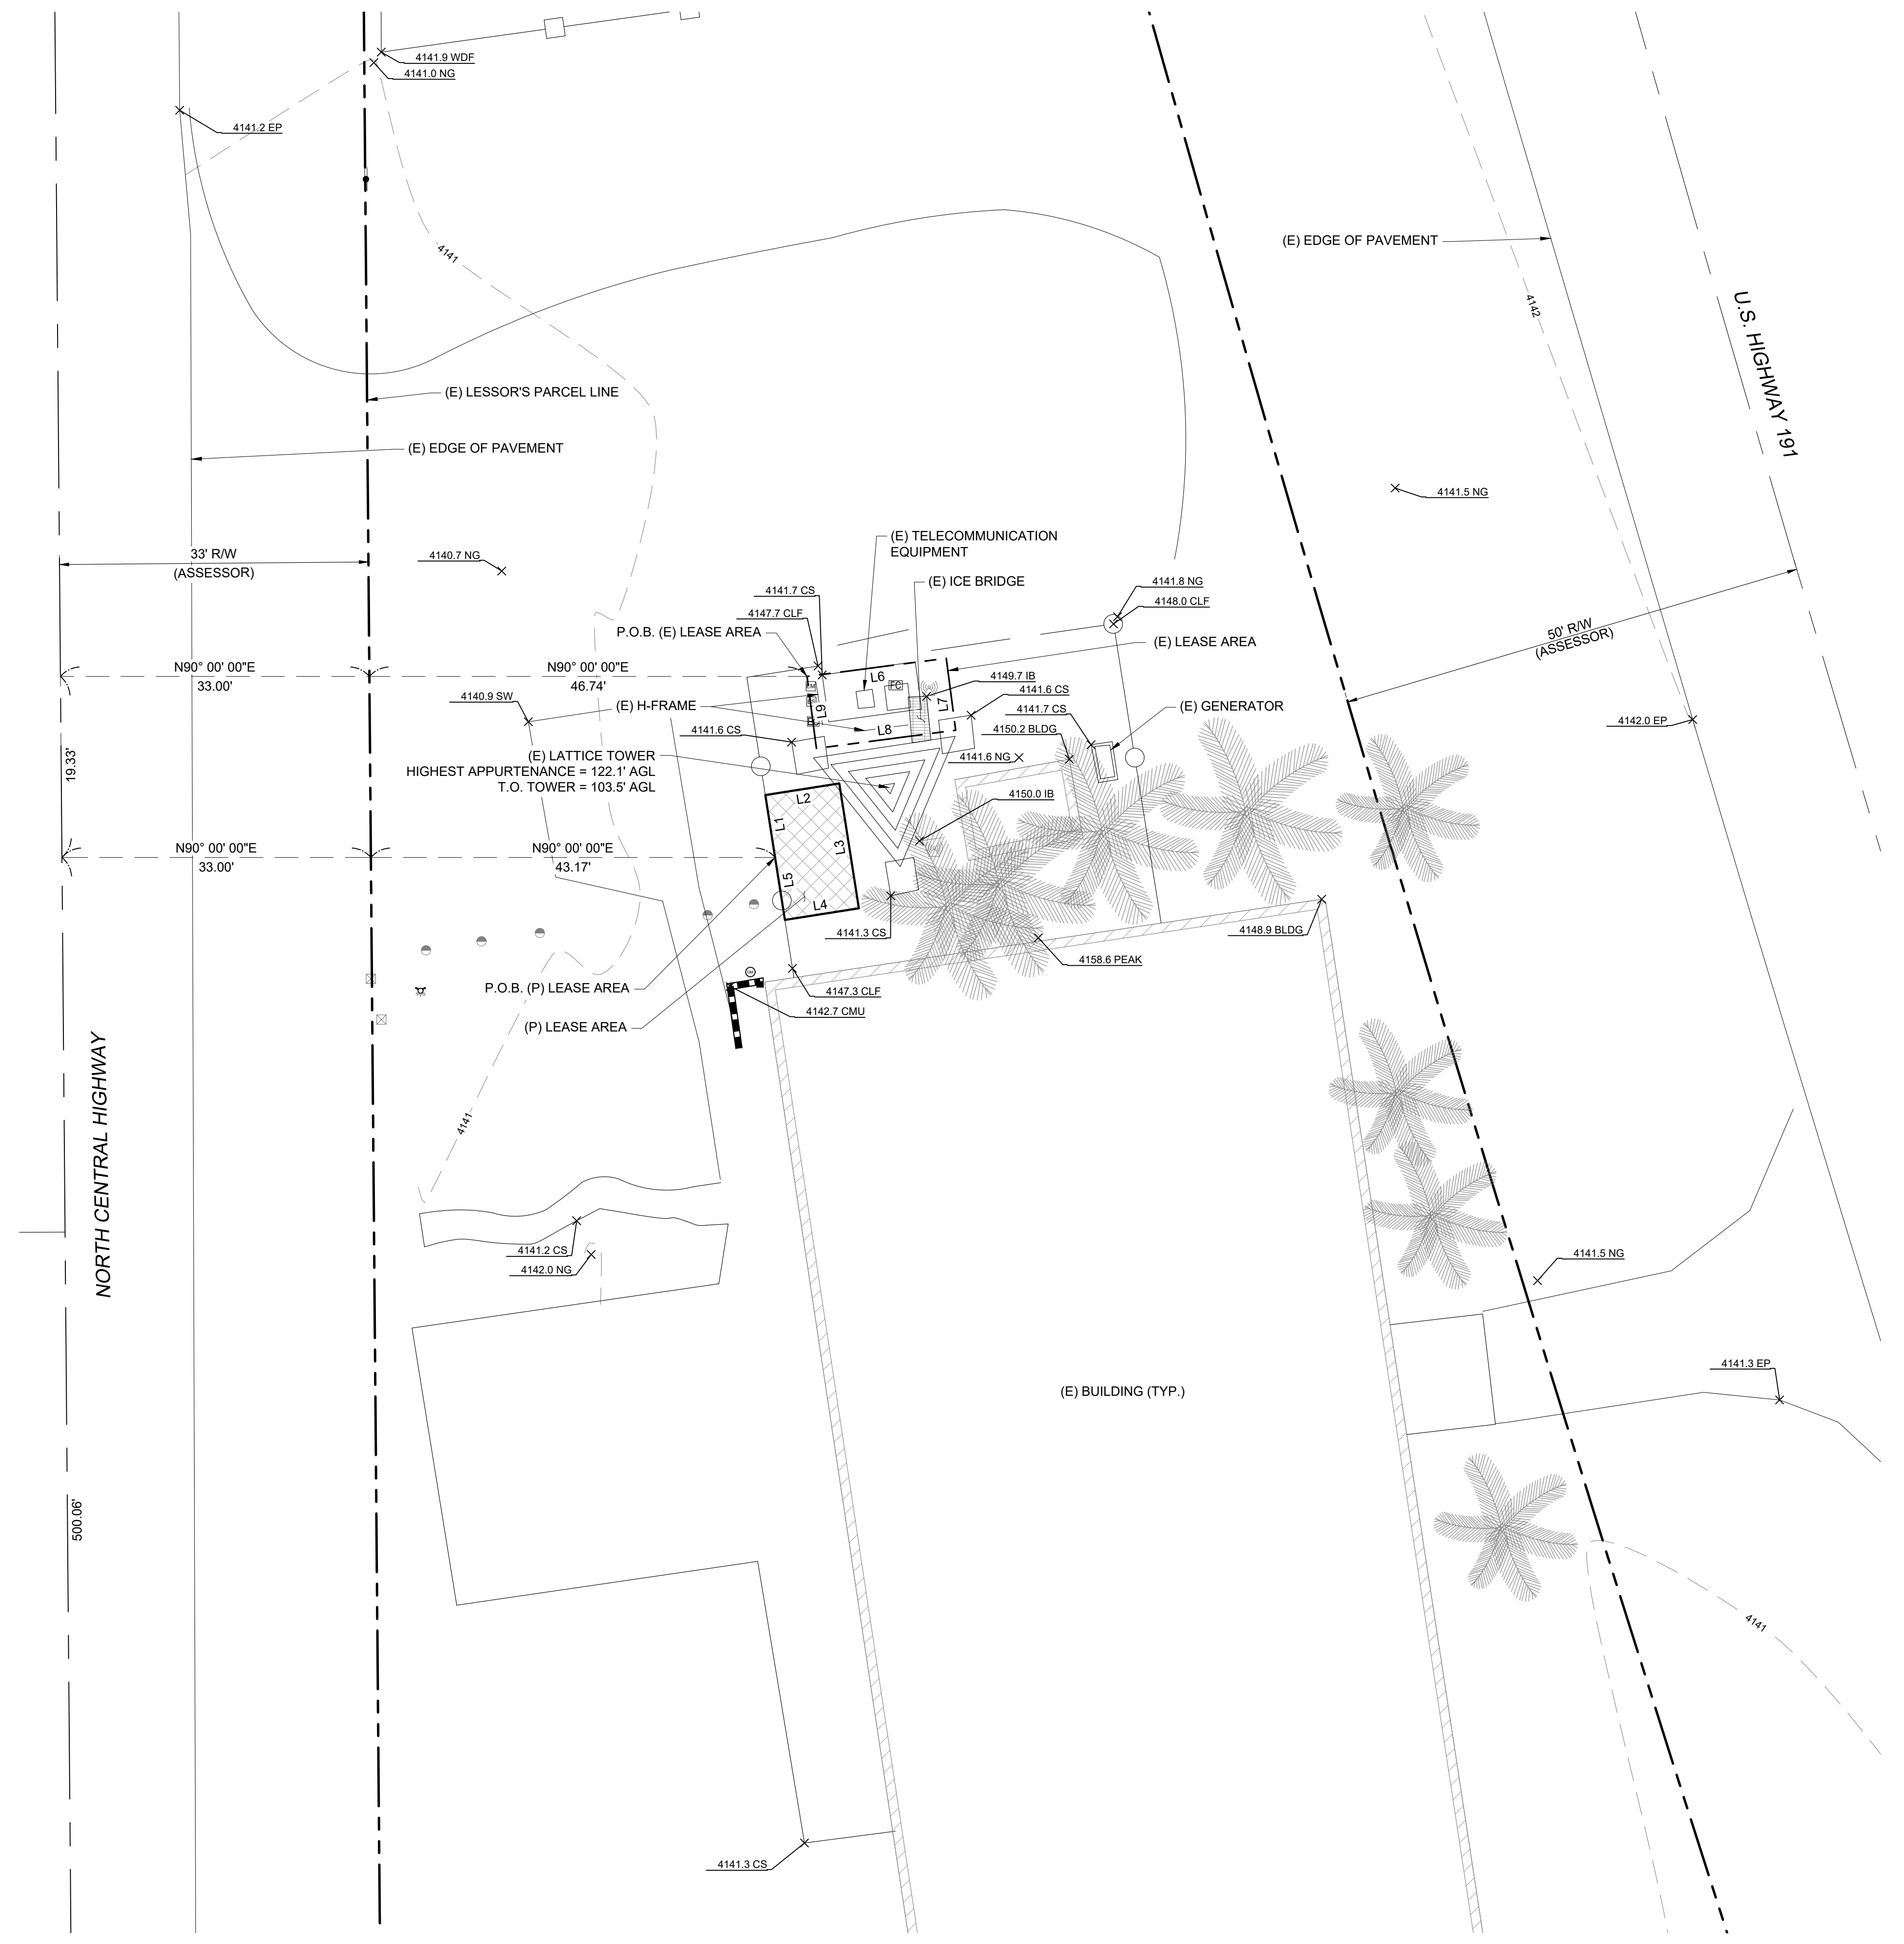 4141.9 WDF
4141.0 NG
4141.2 EP
4141
(E) EDGE OF PAVEMENT
4142
U.S. HIGHWAY 191
(E) LESSOR'S PARCEL LINE
(E) EDGE OF PAVEMENT
4141.5 NG
33' R/W
(ASSESSOR)
4140.7 NG
(E) TELECOMMUNICATION
EQUIPMENT
(E) ICE BRIDGE
4141.7 CS
4147.7 CLF
P.O.B. (E) LEASE AREA
4141.8 NG
4148.0 CLF
(E) LEASE AREA
50' R/W
(ASSESSOR)
N90° 00' 00"E
33.00'
N90° 00' 00"E
46.74'
L6
FC
L7
L8
L9
4149.7 IB
4141.6 CS
4141.7 CS
4150.2 BLDG
4140.9 SW
(E) H-FRAME
(E) GENERATOR
4142.0 EP
4141.6 CS
4141.6 NG
19.33'
(E) LATTICE TOWER
HIGHEST APPURTENANCE = 122.1' AGL
T.O. TOWER = 103.5' AGL
4150.0 IB
L2
L1
L3
L5
L4
N90° 00' 00"E
33.00'
N90° 00' 00"E
43.17'
4141.3 CS
4148.9 BLDG
4158.6 PEAK
P.O.B. (P) LEASE AREA
4147.3 CLF
4142.7 CMU
(P) LEASE AREA
NORTH CENTRAL HIGHWAY
4141
4141.2 CS
4142.0 NG
4141.5 NG
4141.3 EP
(E) BUILDING (TYP.)
500.06'
4141
4141.3 CS